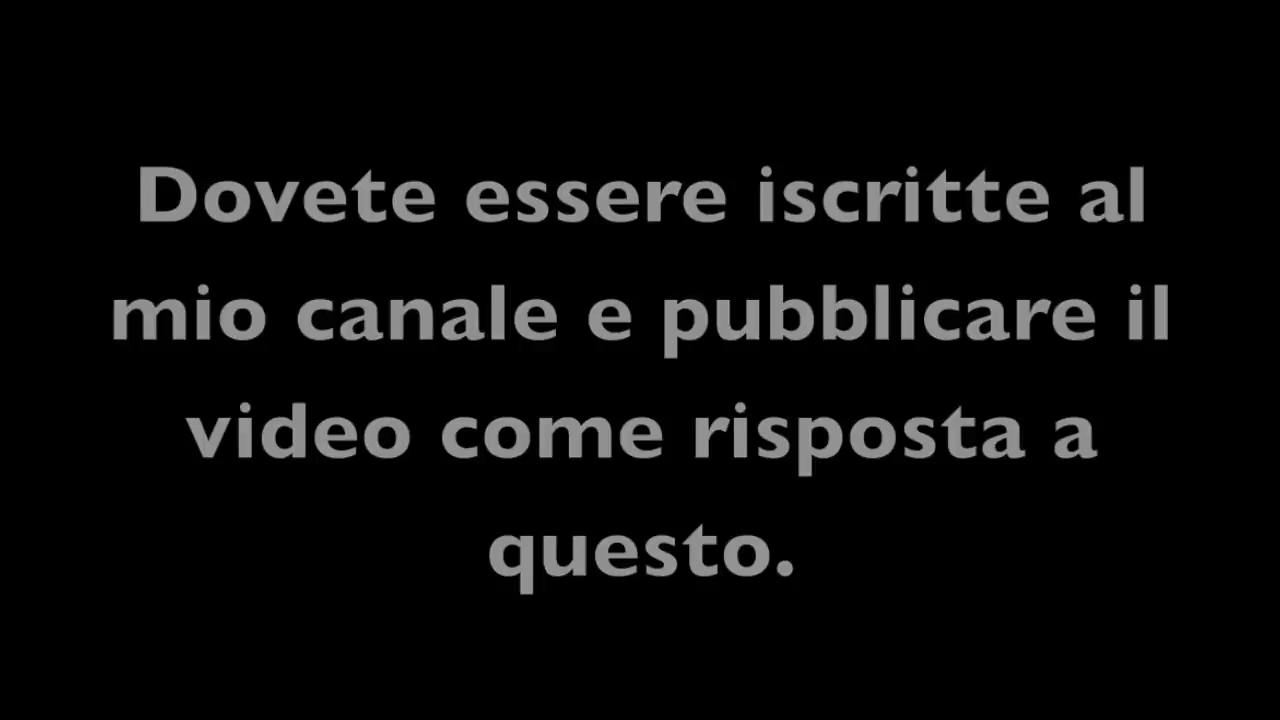 Dovete essere iscritte al
mio canale e pubblicare il
video come risposta a
questo.